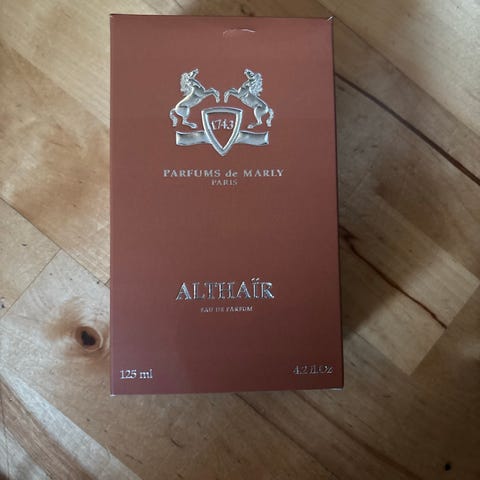 1743
PARFUMS de MARLY
PARIS
ALTHAÏR
EAU DE PARFUM
125 ml
4.2 fl.Oz